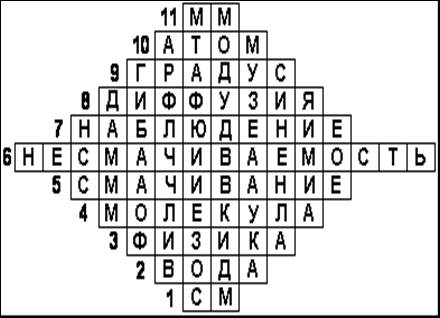 11 ММ
10 АТОМ
9 ГРАДУС
8 ДИФФУЗИЯ
7 НАБЛЮДЕНИЕ
6 НЕСМАЧИВАЕМОСТЬ
5 СМАЧИВАНИЕ
4 МОЛЕКУЛА
3 ФИЗИКА
2 ВОДА
1 СМ